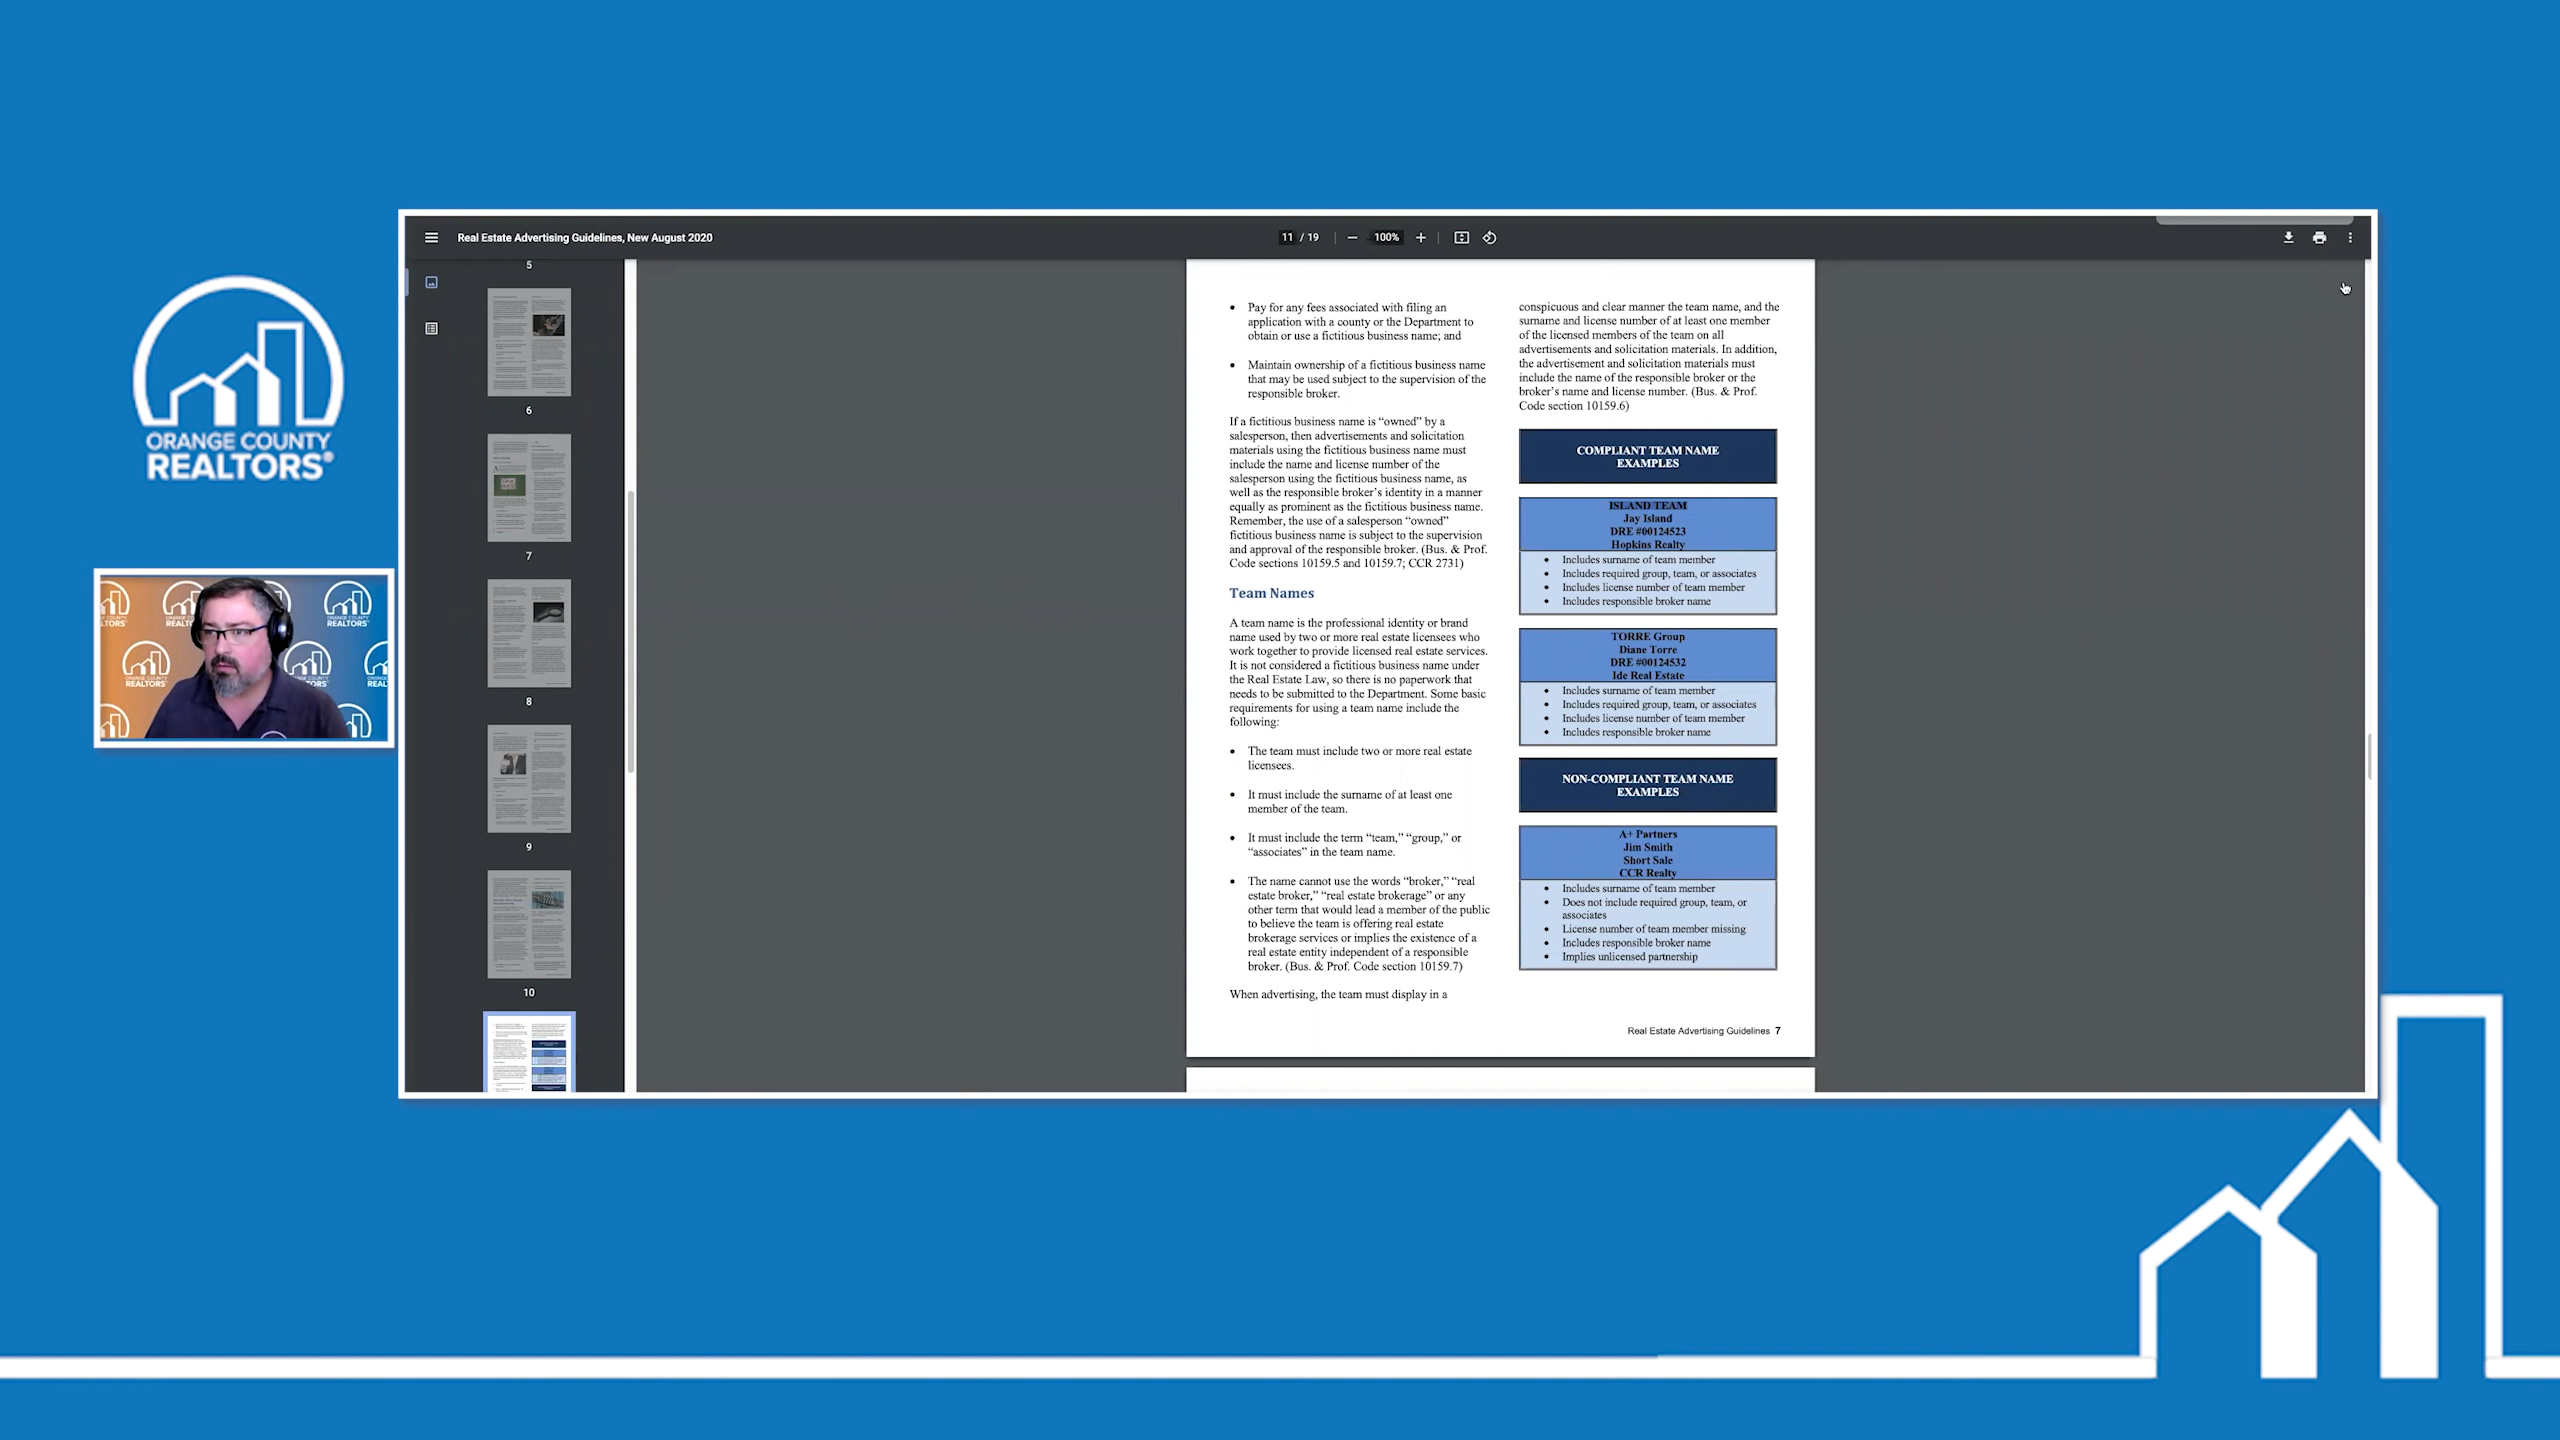 Real Estate Advertising Guidelines, New August 2020
11 / 19
100%
ORANGE COUNTY
REALTORS®
5
6
7
8
9
10
• Pay for any fees associated with filing an
application with a county or the Department to
obtain or use a fictitious business name; and
• Maintain ownership of a fictitious business name
that may be used subject to the supervision of the
responsible broker.
If a fictitious business name is “owned” by a
salesperson, then advertisements and solicitation
materials using the fictitious business name must
include the name and license number of the
salesperson using the fictitious business name, as
well as the responsible broker’s identity in a manner
equally as prominent as the fictitious business name.
Remember, the use of a salesperson “owned”
fictitious business name is subject to the supervision
and approval of the responsible broker. (Bus. & Prof.
Code sections 10159.5 and 10159.7; CCR 2731)
Team Names
A team name is the professional identity or brand
name used by two or more real estate licensees who
work together to provide licensed real estate services.
It is not considered a fictitious business name under
the Real Estate Law, so there is no paperwork that
needs to be submitted to the Department. Some basic
requirements for using a team name include the
following:
• The team must include two or more real estate
licensees.
• It must include the surname of at least one
member of the team.
• It must include the term “team,” “group,” or
“associates” in the team name.
• The name cannot use the words “broker,” “real
estate broker,” “real estate brokerage” or any
other term that would lead a member of the public
to believe the team is offering real estate
brokerage services or implies the existence of a
real estate entity independent of a responsible
broker. (Bus. & Prof. Code section 10159.7)
When advertising, the team must display in a
conspicuous and clear manner the team name, and the
surname and license number of at least one member
of the licensed members of the team on all
advertisements and solicitation materials. In addition,
the advertisement and solicitation materials must
include the name of the responsible broker or the
broker’s name and license number. (Bus. & Prof.
Code section 10159.6)
COMPLIANT TEAM NAME
EXAMPLES
ISLAND TEAM
Jay Island
DRE #00124523
Hopkins Realty
• Includes surname of team member
• Includes required group, team, or associates
• Includes license number of team member
• Includes responsible broker name
TORRE Group
Diane Torre
DRE #00124532
Ide Real Estate
• Includes surname of team member
• Includes required group, team, or associates
• Includes license number of team member
• Includes responsible broker name
NON-COMPLIANT TEAM NAME
EXAMPLES
A+ Partners
Jim Smith
Short Sale
CCR Realty
• Includes surname of team member
• Does not include required group, team, or
associates
• License number of team member missing
• Includes responsible broker name
• Implies unlicensed partnership
Real Estate Advertising Guidelines 7